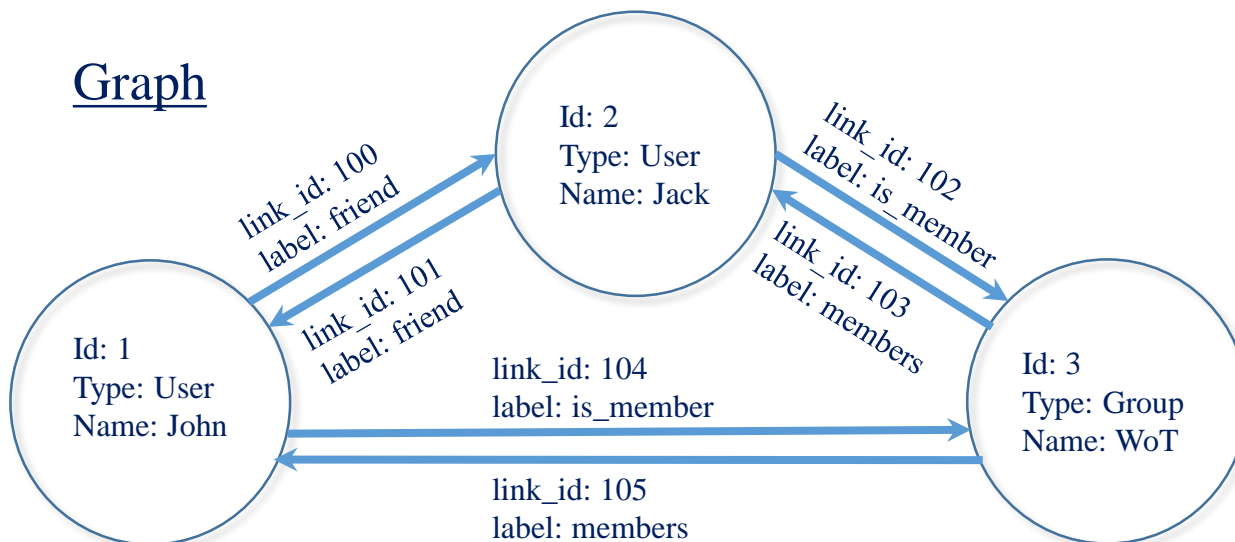 Graph
Id: 2
Type: User
Name: Jack
link_id: 100
label: friend
link_id: 101
label: friend
link_id: 102
label: is_member
link_id: 103
label: members
Id: 1
Type: User
Name: John
link_id: 104
label: is_member
link_id: 105
label: members
Id: 3
Type: Group
Name: WoT